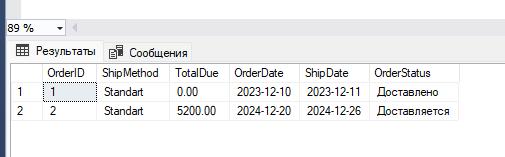 89 %
Результаты Сообщения
OrderID ShipMethod TotalDue OrderDate ShipDate OrderStatus
1 1 Standart 0.00 2023-12-10 2023-12-11 Доставлено
2 2 Standart 5200.00 2024-12-20 2024-12-26 Доставляется